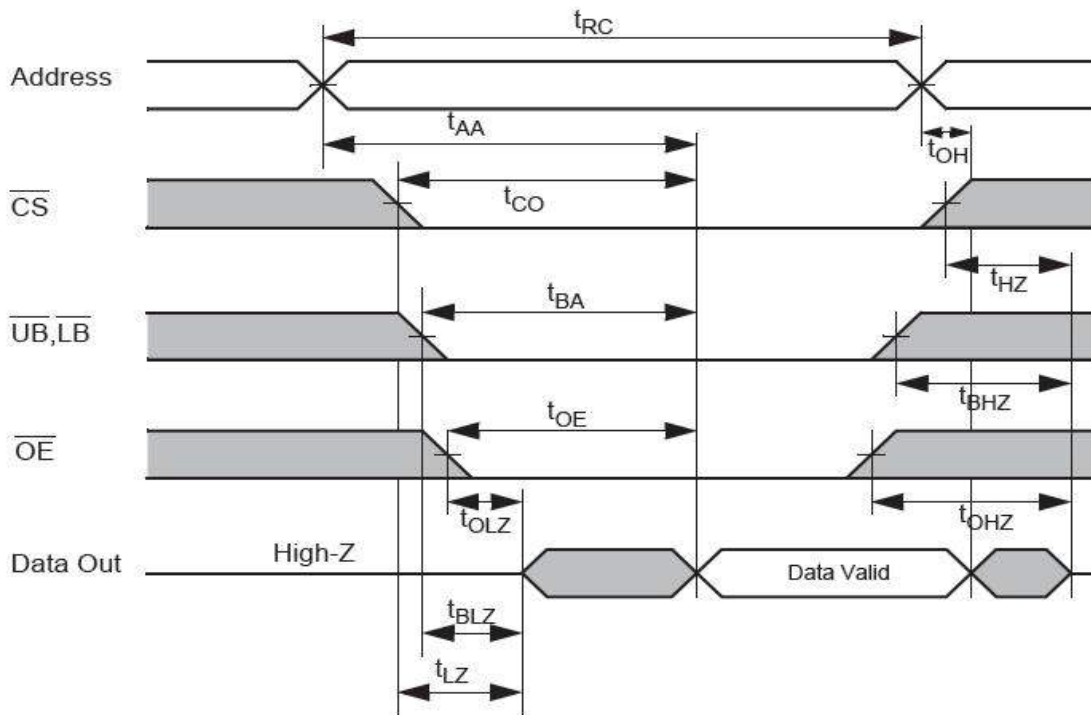 tRC
Address
tAA
tOH
CS
tCO
tHZ
UB,LB
tBA
tBHZ
OE
tOE
tOLZ
tOHZ
Data Out
High-Z
Data Valid
tBLZ
tLZ